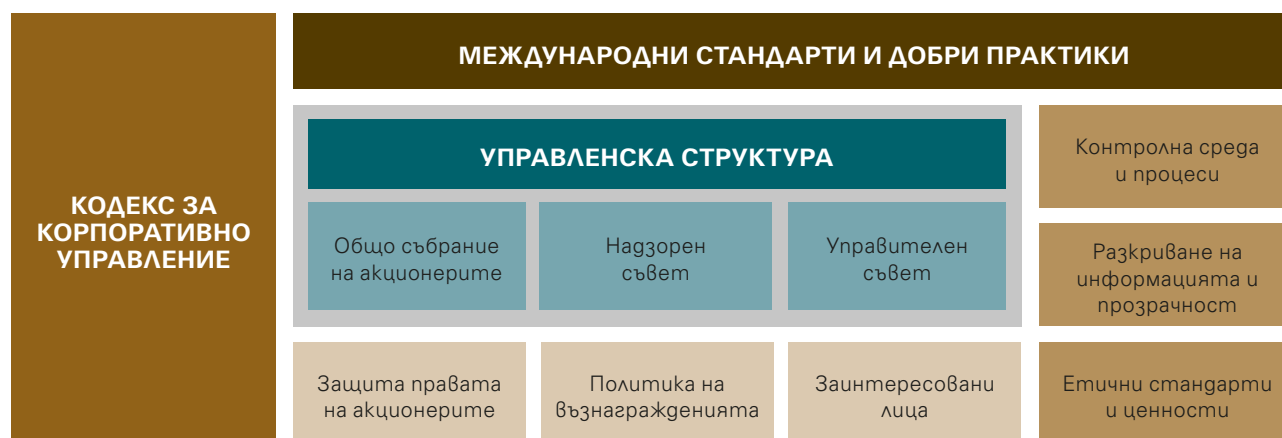 КОДЕКС ЗА
КОРПОРАТИВНО
УПРАВЛЕНИЕ
МЕЖДУНАРОДНИ СТАНДАРТИ И ДОБРИ ПРАКТИКИ
УПРАВЛЕНСКА СТРУКТУРА
Общо събрание
на акционерите
Надзорен
съвет
Управителен
съвет
Контролна среда
и процеси
Разкриване на
информацията и
прозрачност
Защита правата
на акционерите
Политика на
възнагражденията
Заинтересовани
лица
Етични стандарти
и ценности